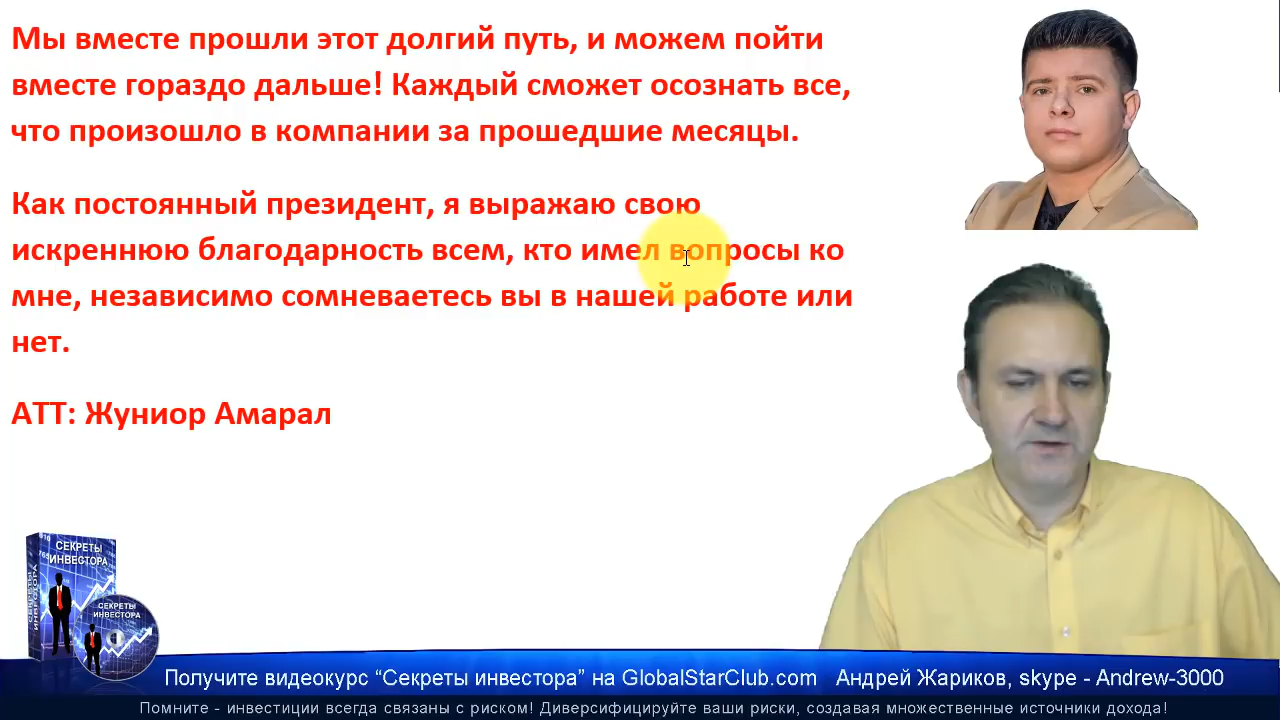 Мы вместе прошли этот долгий путь, и можем пойти
вместе гораздо дальше! Каждый сможет осознать все,
что произошло в компании за прошедшие месяцы.
Как постоянный президент, я выражаю свою
искреннюю благодарность всем, кто имел вопросы ко
мне, независимо сомневаетесь вы в нашей работе или
нет.
АТТ: Жуниор Амарал
СЕКРЕТЫ
ИНВЕСТОРА
СЕКРЕТЫ
ИНВЕСТОРА
Получите видеокурс “Секреты инвестора” на GlobalStarClub.com Андрей Жариков, skype - Andrew-3000
Помните - инвестиции всегда связаны с риском! Диверсифицируйте ваши риски, создавая множественные источники дохода!